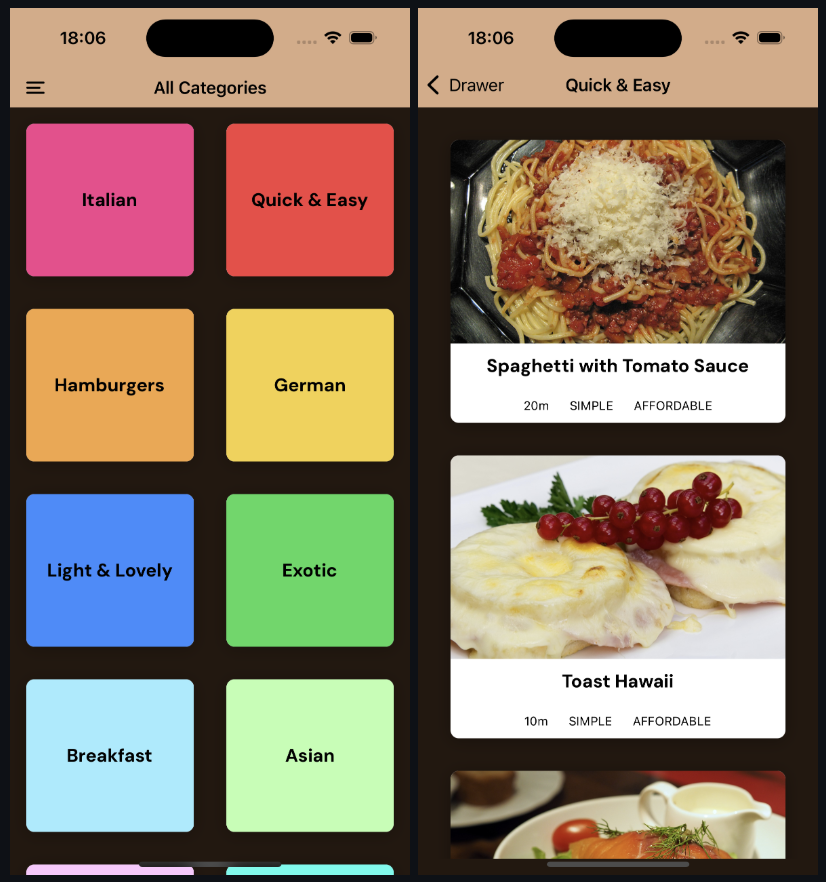 18:06
All Categories
Italian
Quick & Easy
Hamburgers
German
Light & Lovely
Exotic
Breakfast
Asian
18:06
Drawer
Quick & Easy
Spaghetti with Tomato Sauce
20m SIMPLE AFFORDABLE
Toast Hawaii
10m SIMPLE AFFORDABLE